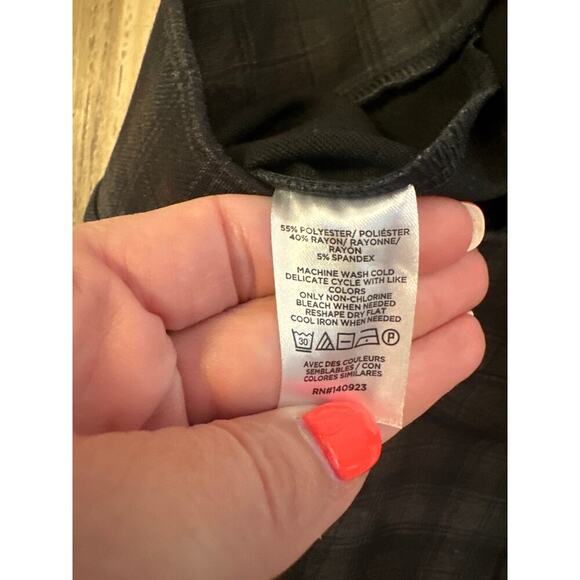 55% POLYESTER/ POLIÉSTER
40% RAYON/ RAYONNE/
RAYÓN
5% SPANDEX
MACHINE WASH COLD
DELICATE CYCLE WITH LIKE
COLORS
ONLY NON-CHLORINE
BLEACH WHEN NEEDED
RESHAPE DRY FLAT
COOL IRON WHEN NEEDED
30 P
AVEC DES COULEURS
SEMBLABLES / CON
COLORES SIMILARES
RN#140923